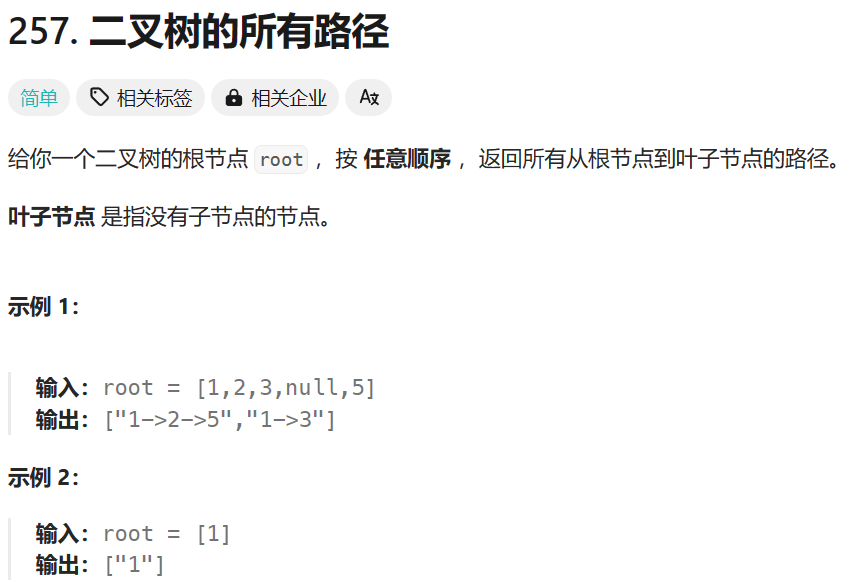 257. 二叉树的所有路径
简单 相关标签 相关企业 A文
给你一个二叉树的根节点 root ，按 任意顺序 ，返回所有从根节点到叶子节点的路径。
叶子节点 是指没有子节点的节点。
示例 1：
输入：root = [1,2,3,null,5]
输出：["1->2->5","1->3"]
示例 2：
输入：root = [1]
输出：["1"]